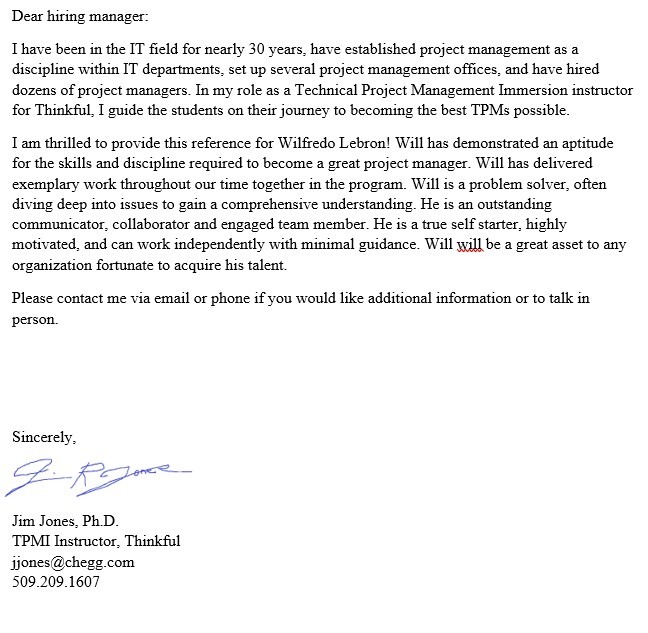 Dear hiring manager:
I have been in the IT field for nearly 30 years, have established project management as a
discipline within IT departments, set up several project management offices, and have hired
dozens of project managers. In my role as a Technical Project Management Immersion instructor
for Thinkful, I guide the students on their journey to becoming the best TPMs possible.
I am thrilled to provide this reference for Wilfredo Lebron! Will has demonstrated an aptitude
for the skills and discipline required to become a great project manager. Will has delivered
exemplary work throughout our time together in the program. Will is a problem solver, often
diving deep into issues to gain a comprehensive understanding. He is an outstanding
communicator, collaborator and engaged team member. He is a true self starter, highly
motivated, and can work independently with minimal guidance. Will will be a great asset to any
organization fortunate to acquire his talent.
Please contact me via email or phone if you would like additional information or to talk in
person.
Sincerely,
Ji R Jones
Jim Jones, Ph.D.
TPMI Instructor, Thinkful
jjones@chegg.com
509.209.1607